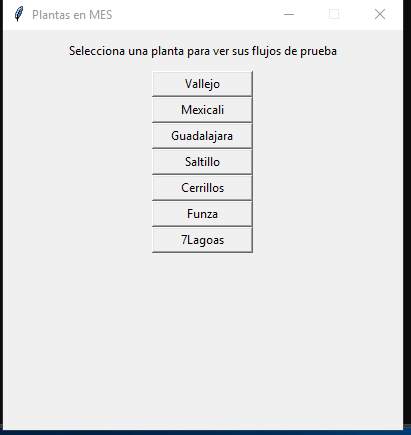 Plantas en MES
Selecciona una planta para ver sus flujos de prueba
Vallejo
Mexicali
Guadalajara
Saltillo
Cerrillos
Funza
7Lagoas